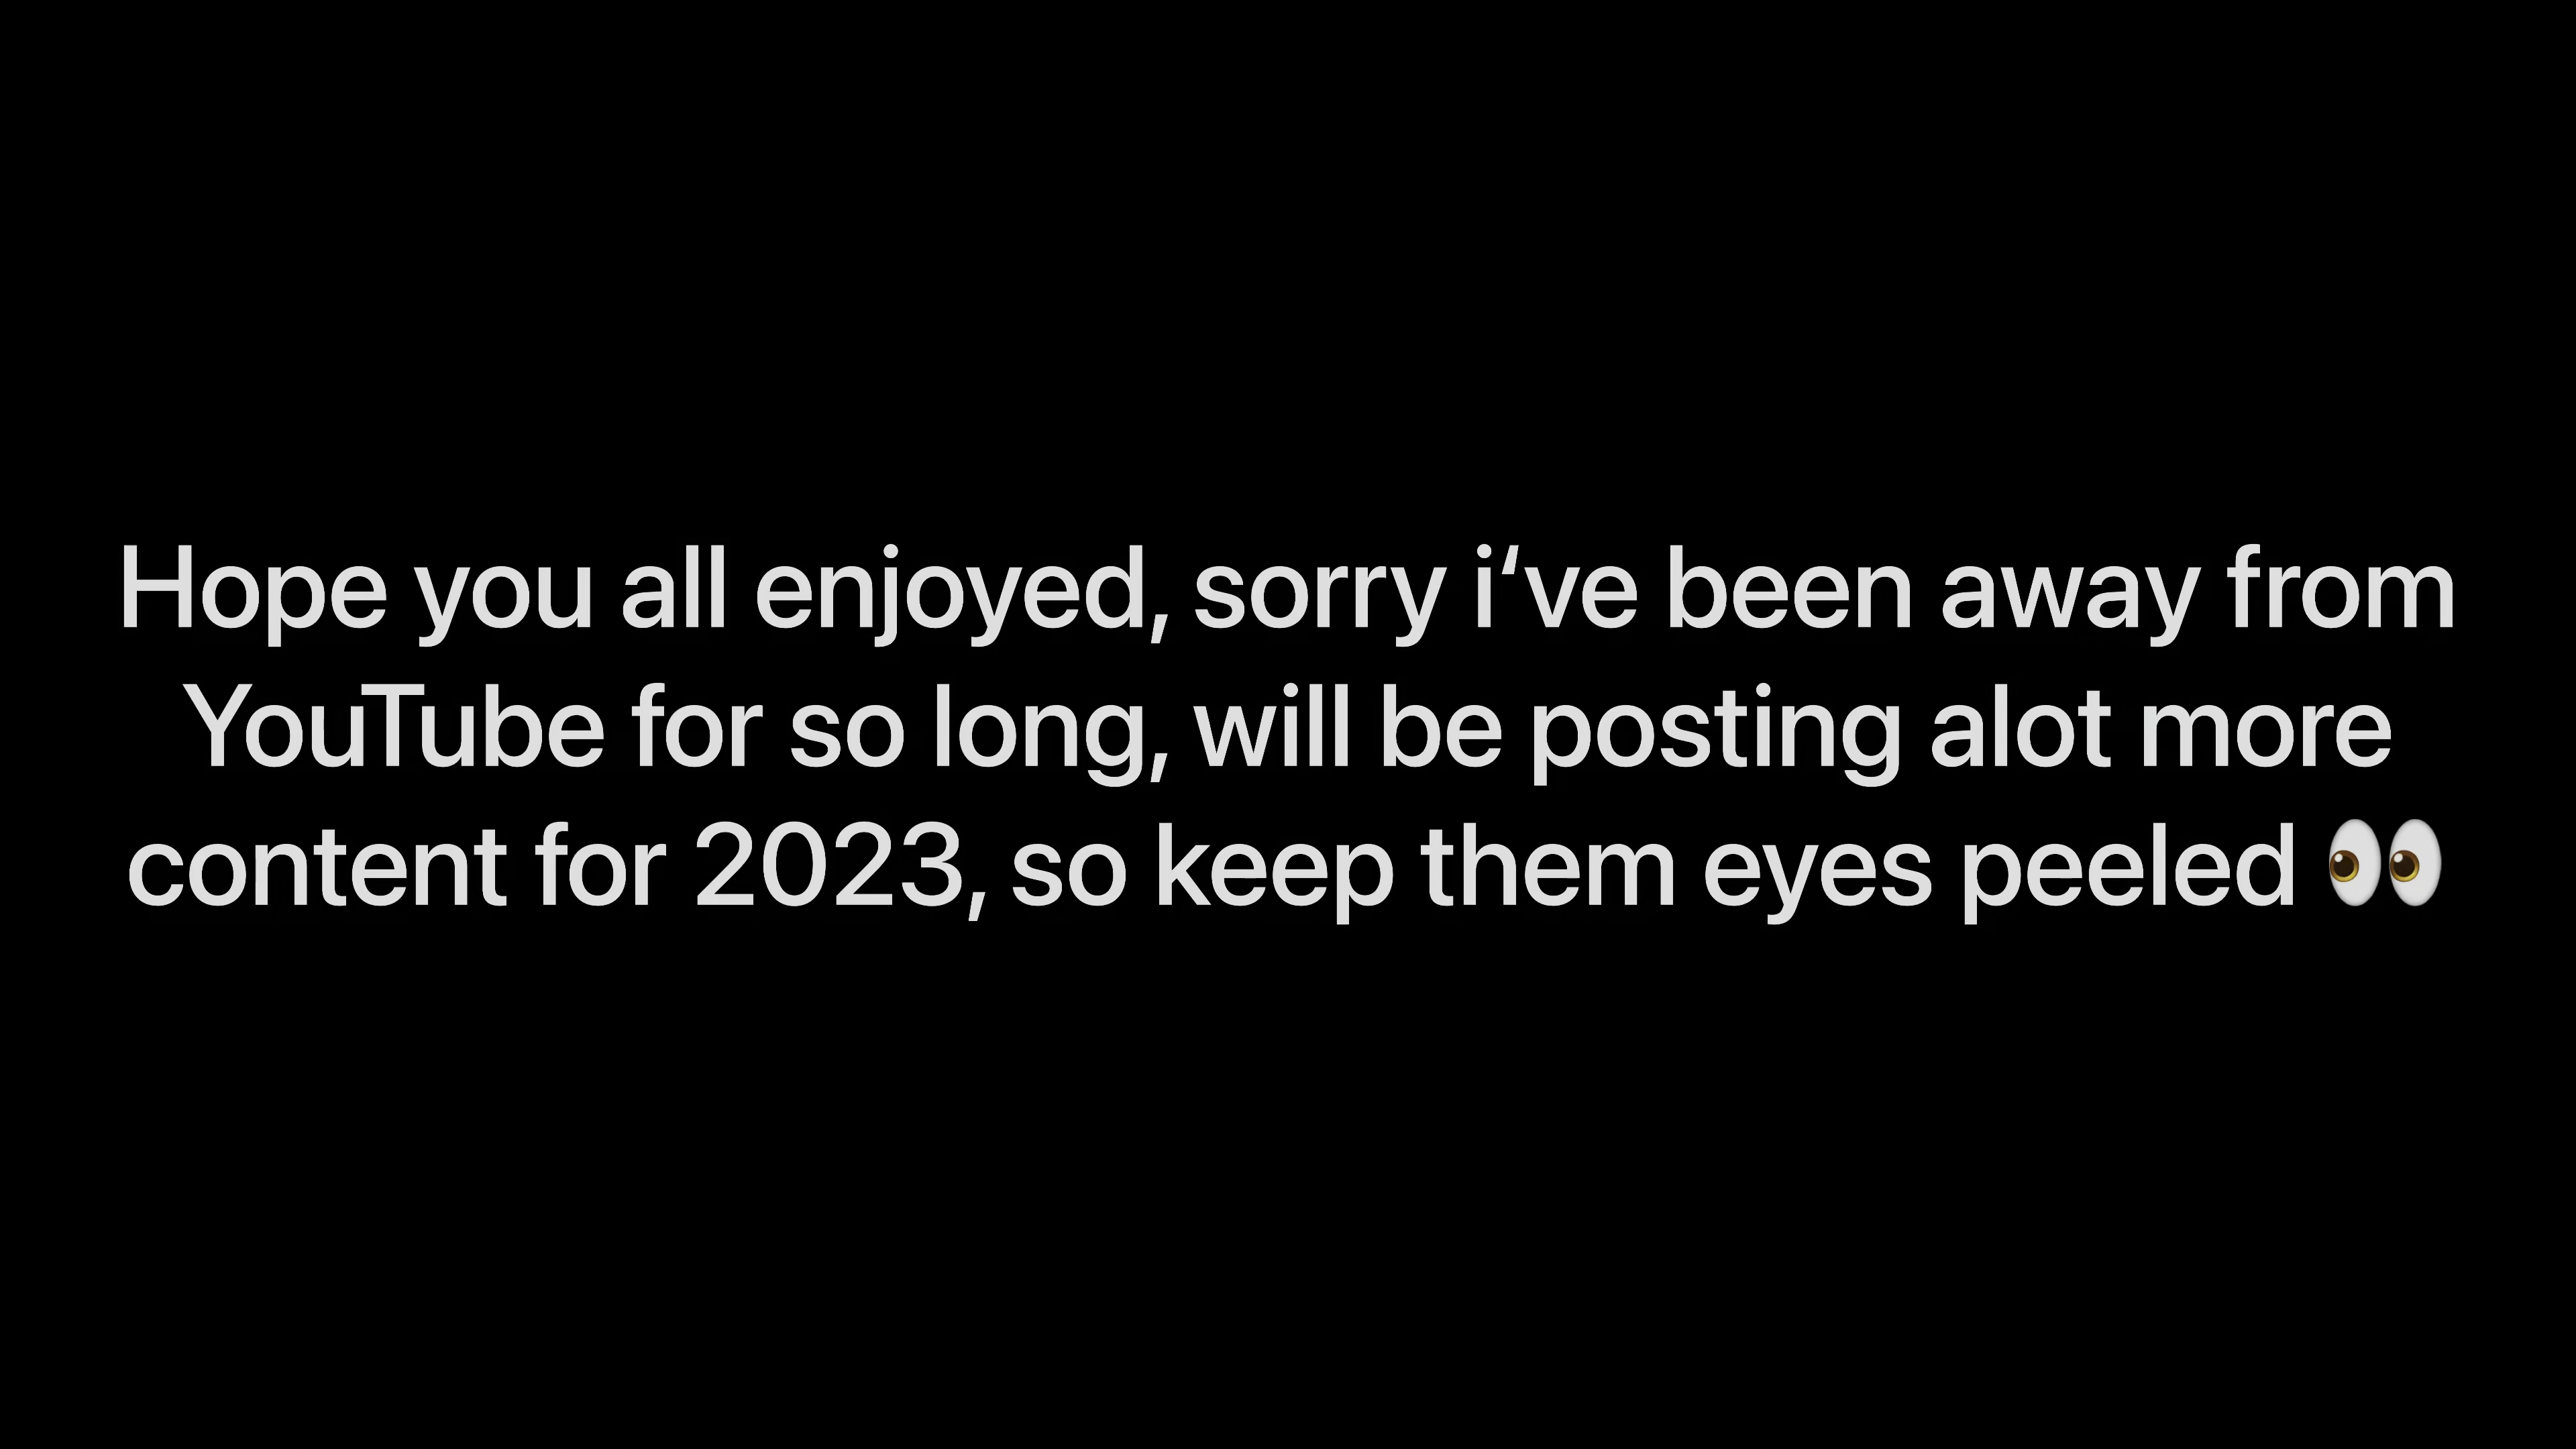 Hope you all enjoyed, sorry i‘ve been away from
YouTube for so long, will be posting alot more
content for 2023, so keep them eyes peeled 👀